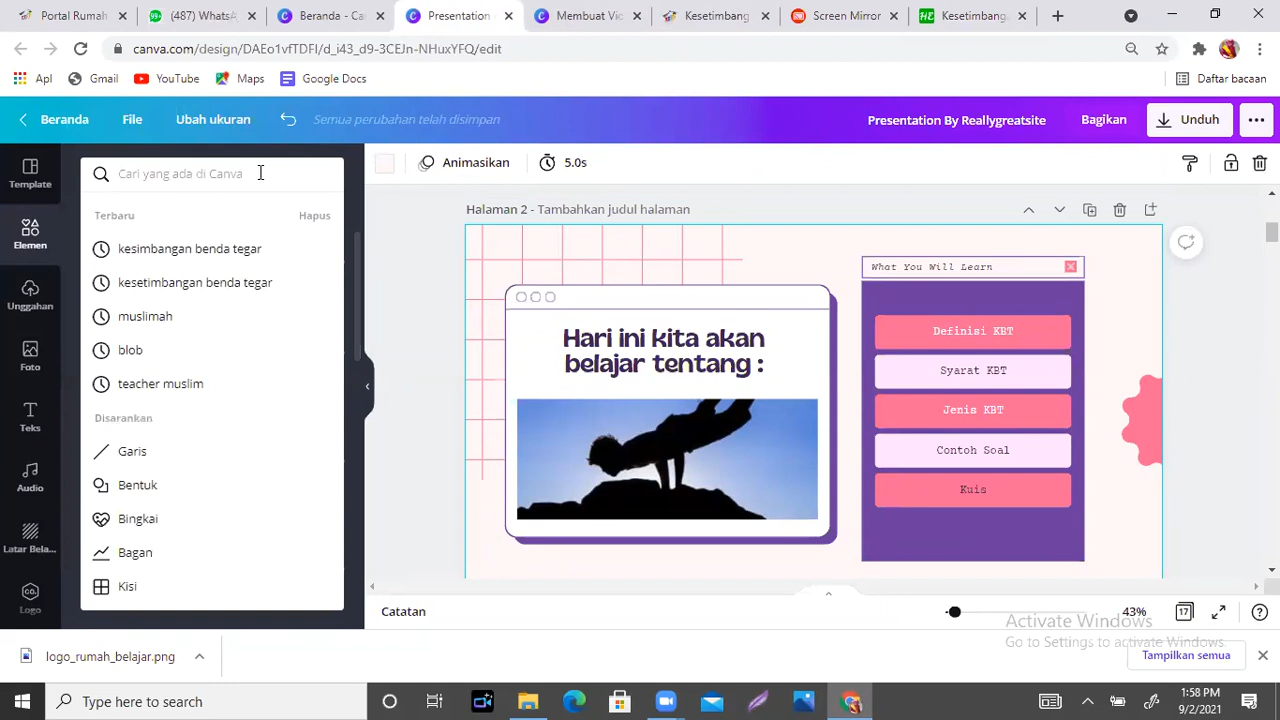 Portal Rumah
(487) WhatsA
Beranda - Can
Presentation
Membuat Vid
Kesetimbang
Screen Mirror
Kesetimbang
canva.com/design/DAEo1vfTDFI/d_i43_d9-3CEJn-NHuxYFQ/edit
Apl
Gmail
YouTube
Maps
Google Docs
Daftar bacaan
Beranda
File
Ubah ukuran
Semua perubahan telah disimpan
Presentation By Reallygreatsite
Bagikan
Unduh
Template
Elemen
Unggahan
Foto
Teks
Audio
Latar Bela...
Logo
Cari yang ada di Canva
Terbaru
Hapus
kesimbangan benda tegar
kesetimbangan benda tegar
muslimah
blob
teacher muslim
Disarankan
Garis
Bentuk
Bingkai
Bagan
Kisi
Animasikan
5.0s
Halaman 2 - Tambahkan judul halaman
Hari ini kita akan
belajar tentang :
What You Will Learn
Definisi KBT
Syarat KBT
Jenis KBT
Contoh Soal
Kuis
Catatan
43%
17
Activate Windows
Go to Settings to activate Windows.
logo_rumah_belajar.png
Tampilkan semua
Type here to search
1:58 PM
9/2/2021